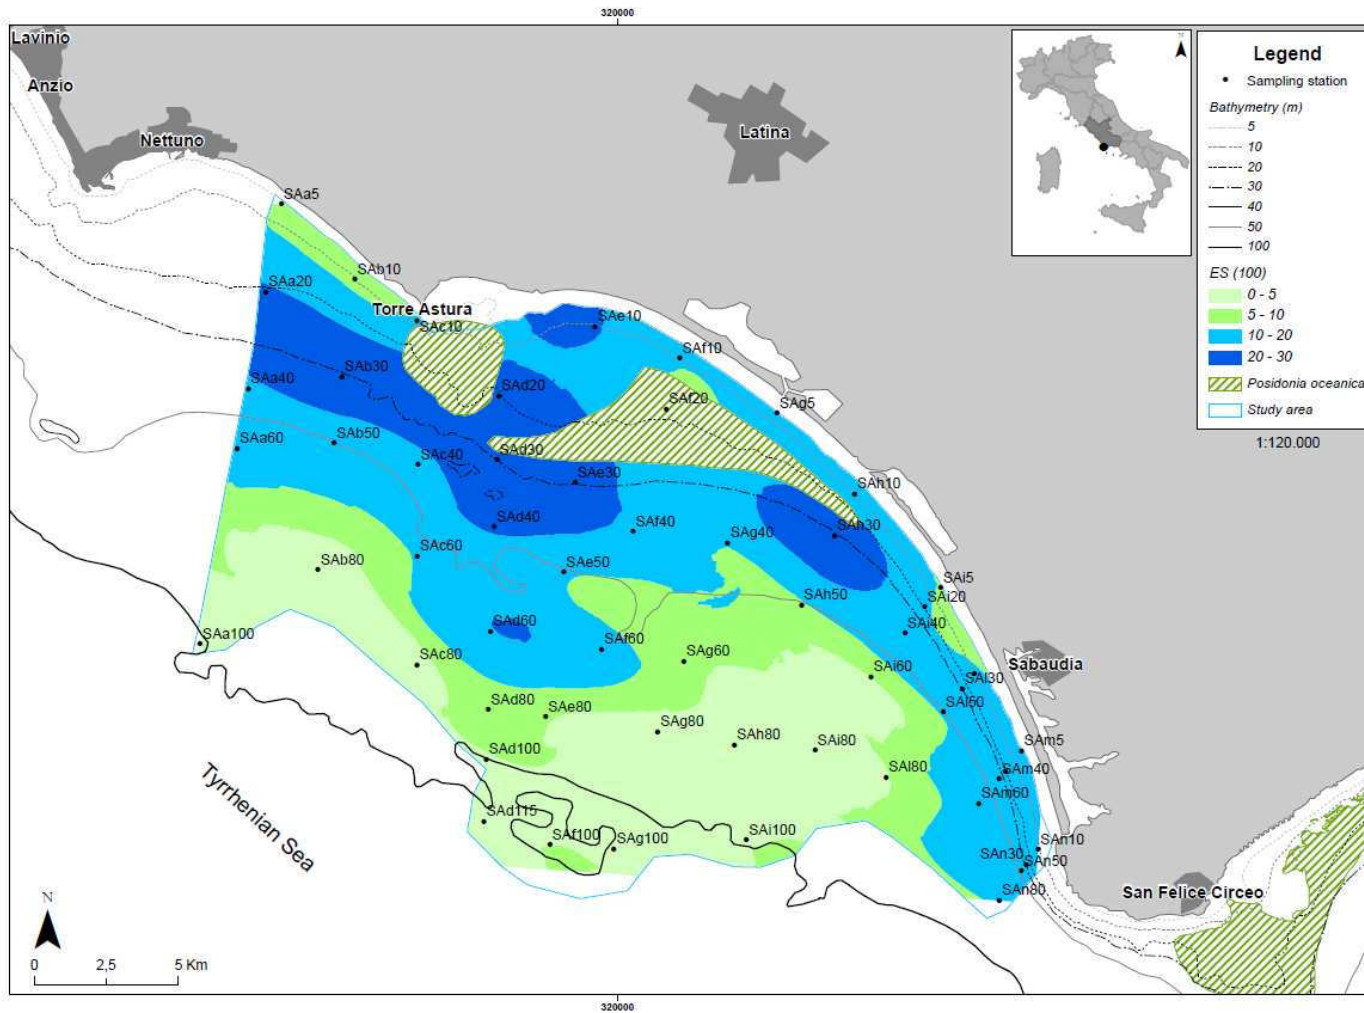 320000
Lavinio
Anzio
Nettuno
Latina
N
Legend
Sampling station
Bathymetry (m)
5
10
20
30
40
50
100
ES (100)
0 - 5
5 - 10
10 - 20
20 - 30
Posidonia oceanica
Study area
1:120.000
SAa5
SAb10
SAa20
Torre Astura
SAc10
SAe10
SAf10
SAb30
SAa40
SAd20
SAf20
SAg5
SAb50
SAa60
SAc40
SAd30
SAe30
SAh10
SAd40
SAf40
SAg40
SAh30
SAc60
SAb80
SAe50
SAi5
SAi20
SAh50
SAi40
SAa100
SAd60
SAf60
SAc80
SAg60
SAi60
Sabaudia
SAl30
SAl50
SAd80
SAe80
SAg80
SAh80
SAi80
SAm5
SAd100
SAl80
SAm40
SAm60
Tyrrhenian Sea
SAd115
SAf100
SAg100
SAi100
SAn10
SAn30
SAn50
SAn80
San Felice Circeo
N
0 2,5 5 Km
320000